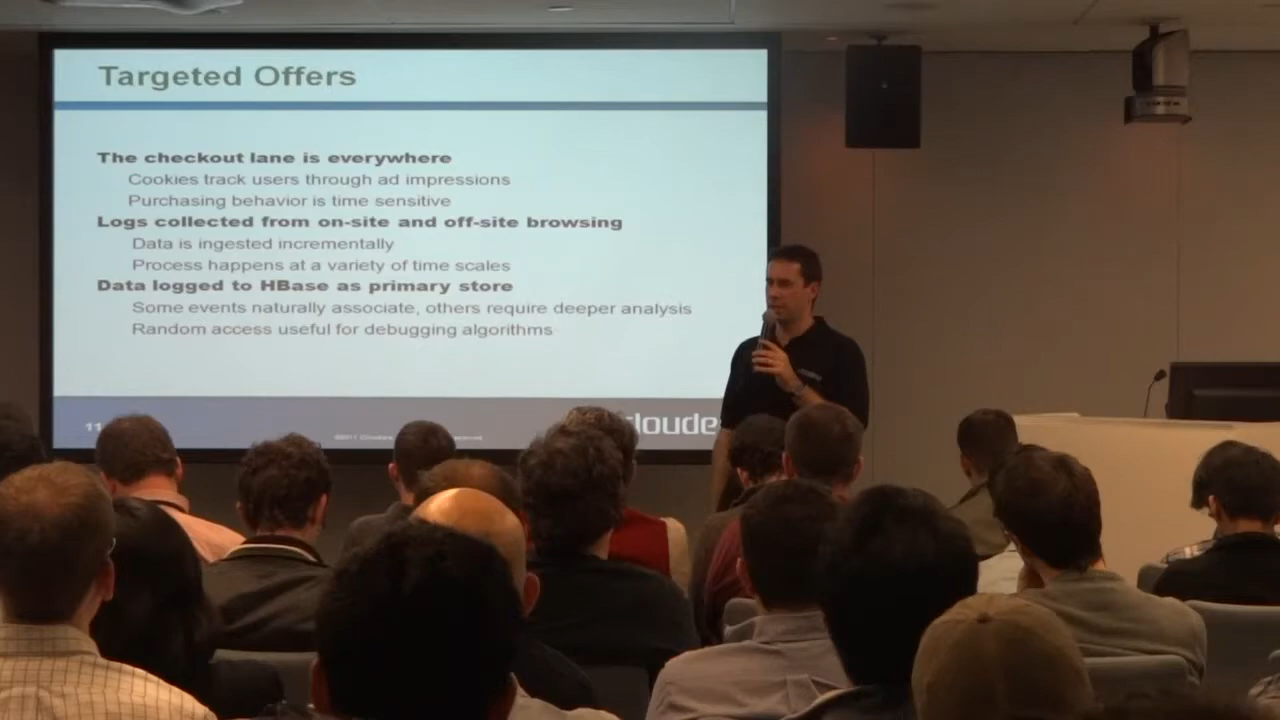 Targeted Offers
The checkout lane is everywhere
Cookies track users through ad impressions
Purchasing behavior is time sensitive
Logs collected from on-site and off-site browsing
Data is ingested incrementally
Process happens at a variety of time scales
Data logged to HBase as primary store
Some events naturally associate, others require deeper analysis
Random access useful for debugging algorithms
11
cloude